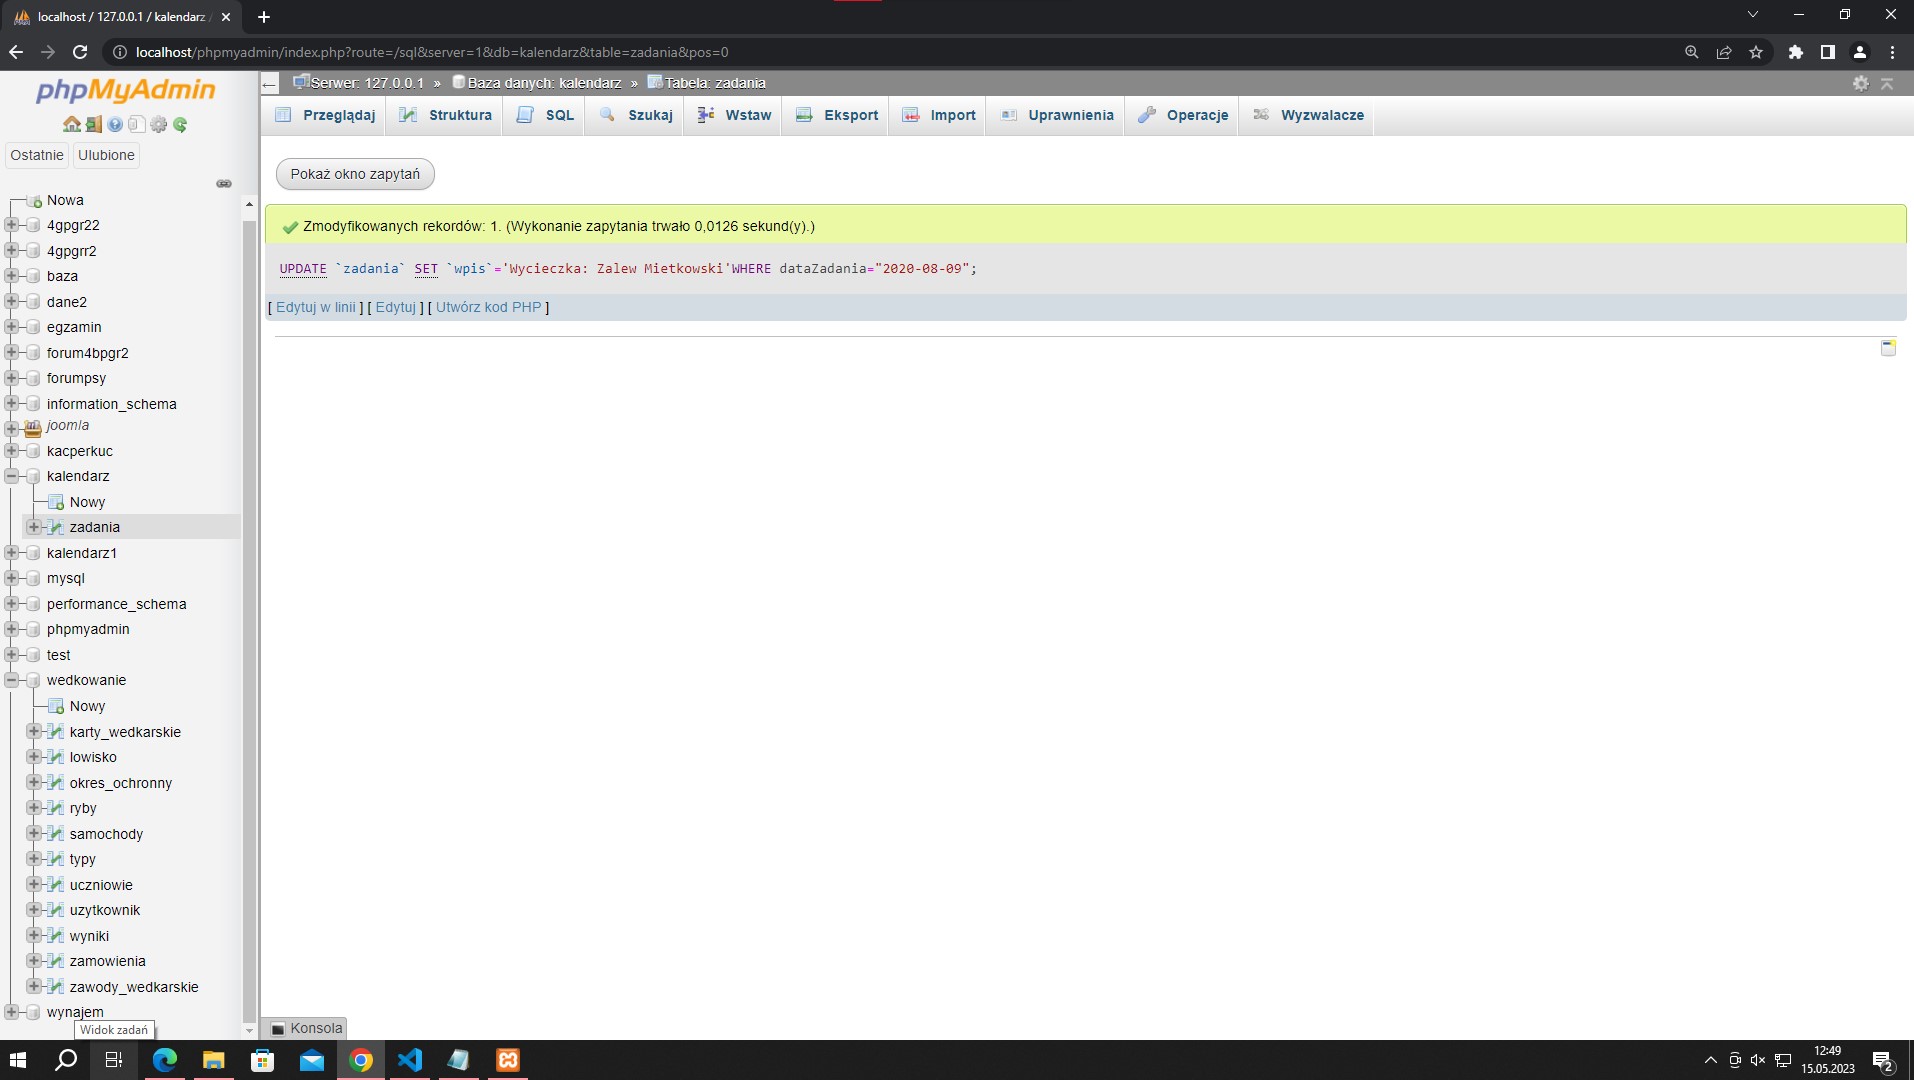 localhost / 127.0.0.1 / kalendarz /
localhost/phpmyadmin/index.php?route=/sql&server=1&db=kalendarz&table=zadania&pos=0
phpMyAdmin
Ostatnie Ulubione
Nowa
4gpgr22
4gpgrr2
baza
dane2
egzamin
forum4bpgr2
forumpsy
information_schema
joomla
kacperkuc
kalendarz
Nowy
zadania
kalendarz1
mysql
performance_schema
phpmyadmin
test
wedkowanie
Nowy
karty_wedkarskie
lowisko
okres_ochronny
ryby
samochody
typy
uczniowie
uzytkownik
wyniki
zamowienia
zawody_wedkarskie
wynajem
Widok zadań
Serwer: 127.0.0.1 » Baza danych: kalendarz » Tabela: zadania
Przeglądaj Struktura SQL Szukaj Wstaw Eksport Import Uprawnienia Operacje Wyzwalacze
Pokaż okno zapytań
Zmodyfikowanych rekordów: 1. (Wykonanie zapytania trwało 0,0126 sekund(y).)
UPDATE `zadania` SET `wpis`='Wycieczka: Zalew Mietkowski'WHERE dataZadania="2020-08-09";
[ Edytuj w linii ] [ Edytuj ] [ Utwórz kod PHP ]
Konsola
12:49
15.05.2023
2